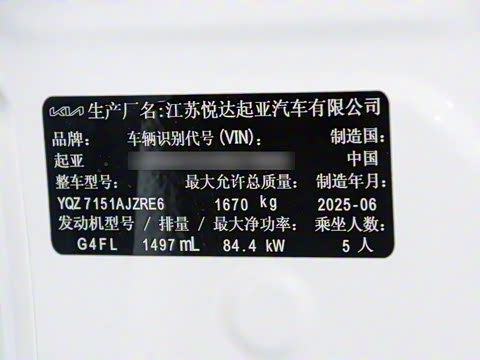 KIA 生产厂名:江苏悦达起亚汽车有限公司
品牌: 车辆识别代号(VIN): 制造国:
起亚 中国
整车型号: 最大允许总质量: 制造年月:
YQZ7151AJZRE6 1670 kg 2025-06
发动机型号 / 排量 / 最大净功率: 乘坐人数:
G4FL 1497 mL 84.4 kW 5 人